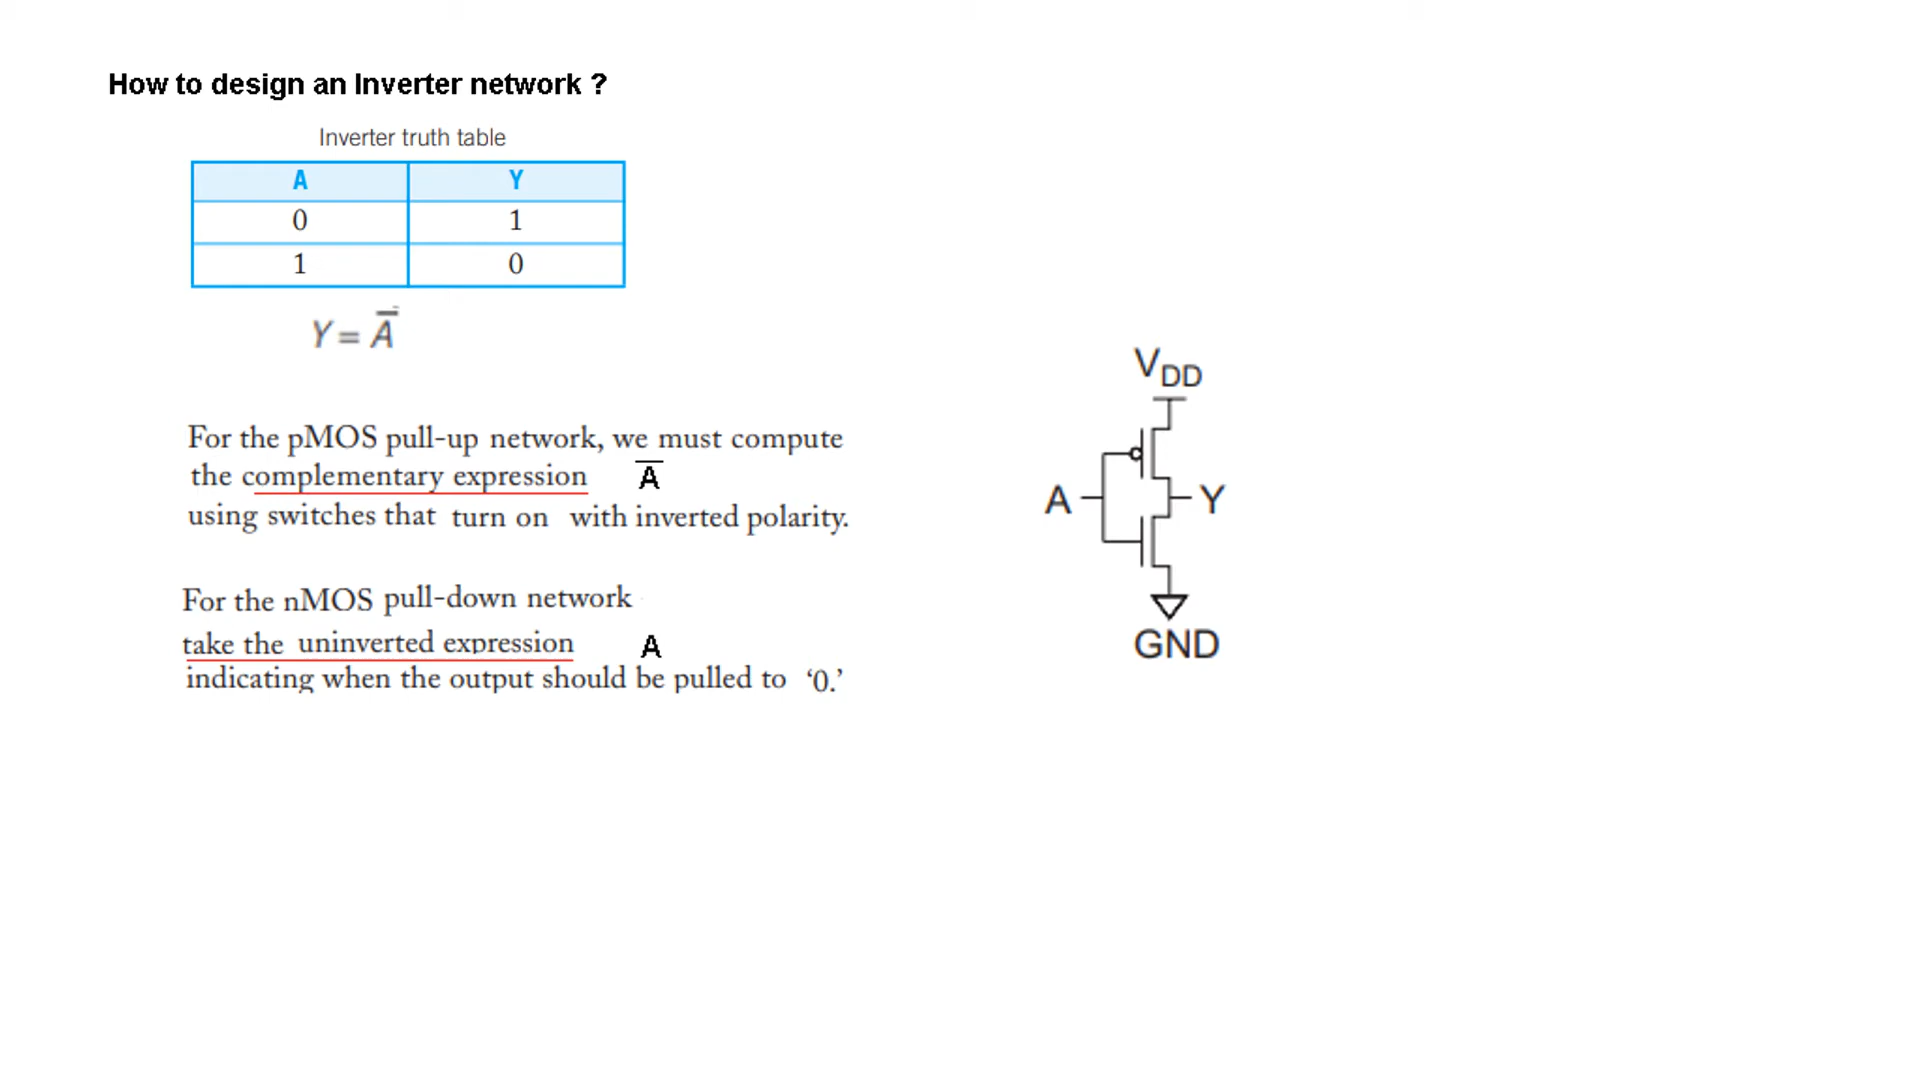 How to design an Inverter network ?
Inverter truth table
A Y
0 1
1 0
Y = A̅
For the pMOS pull-up network, we must compute
the complementary expression A̅
using switches that turn on with inverted polarity.
For the nMOS pull-down network
take the uninverted expression A
indicating when the output should be pulled to ‘0.’
VDD
A Y
GND